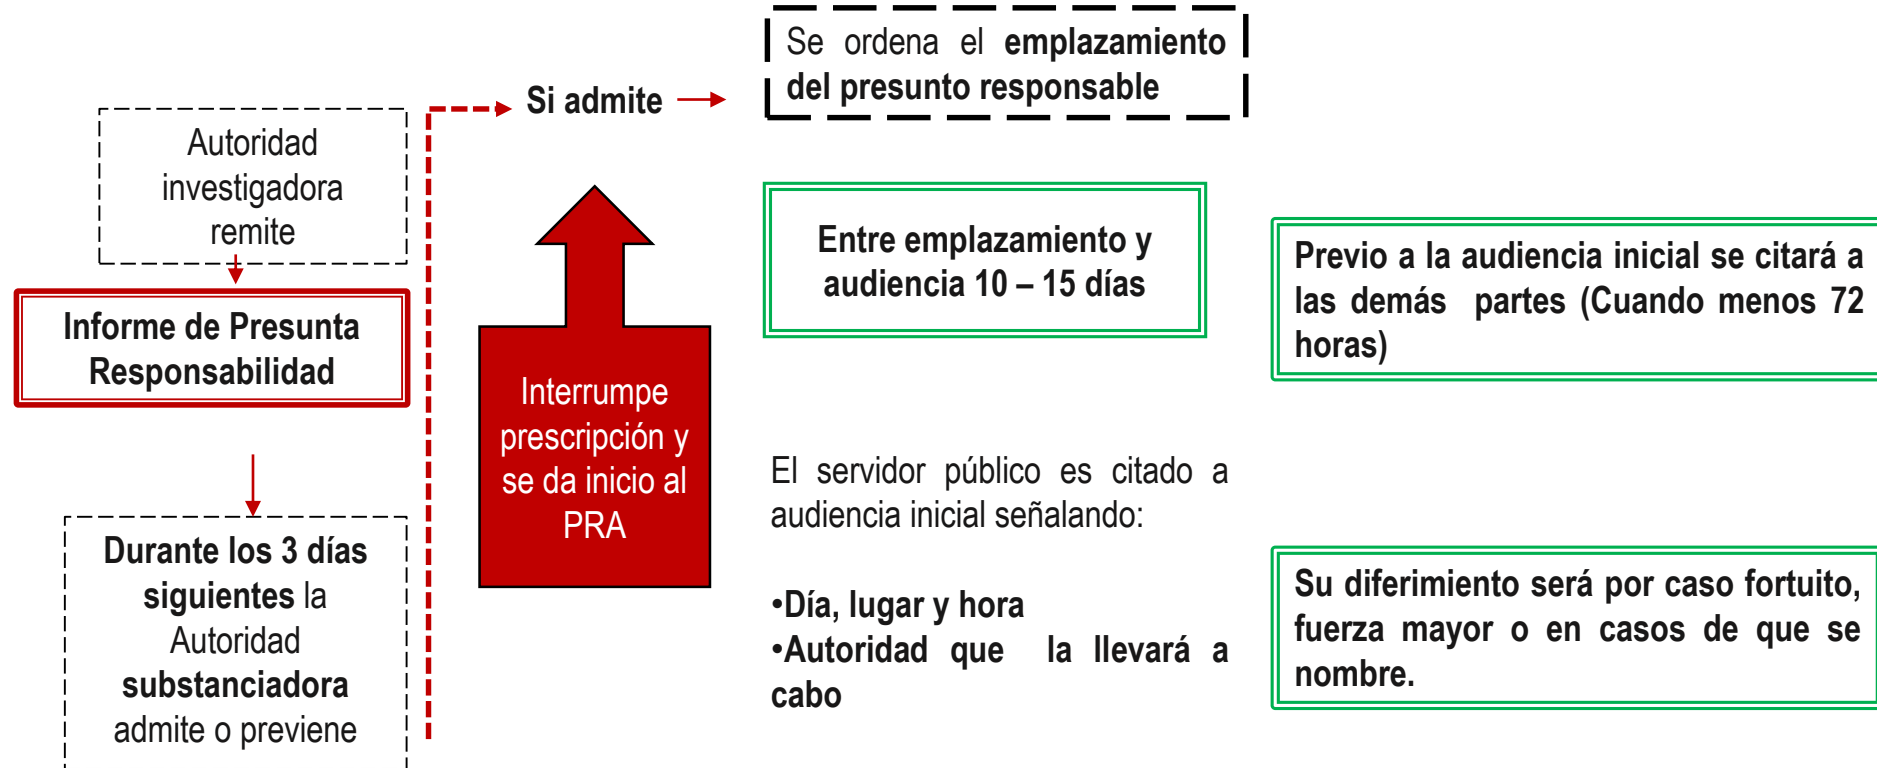 Autoridad
investigadora
remite
Informe de Presunta
Responsabilidad
Durante los 3 días
siguientes la
Autoridad
substanciadora
admite o previene
Si admite
Interrumpe
prescripción y
se da inicio al
PRA
Se ordena el emplazamiento
del presunto responsable
Entre emplazamiento y
audiencia 10 – 15 días
El servidor público es citado a
audiencia inicial señalando:
•Día, lugar y hora
•Autoridad que la llevará a
cabo
Previo a la audiencia inicial se citará a
las demás partes (Cuando menos 72
horas)
Su diferimiento será por caso fortuito,
fuerza mayor o en casos de que se
nombre.